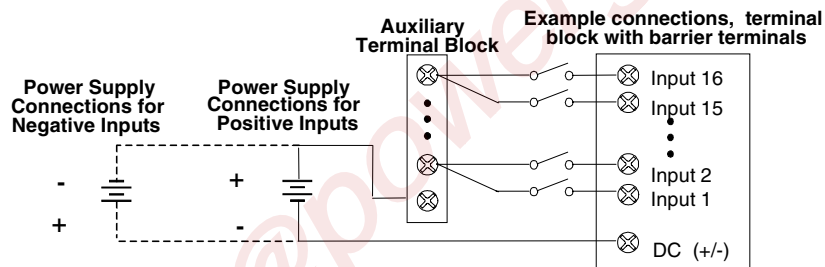 Auxiliary
Terminal Block
Example connections, terminal
block with barrier terminals
Power Supply
Connections for
Negative Inputs
Power Supply
Connections for
Positive Inputs
Input 16
Input 15
Input 2
Input 1
DC (+/-)
-
+
+
-
@power